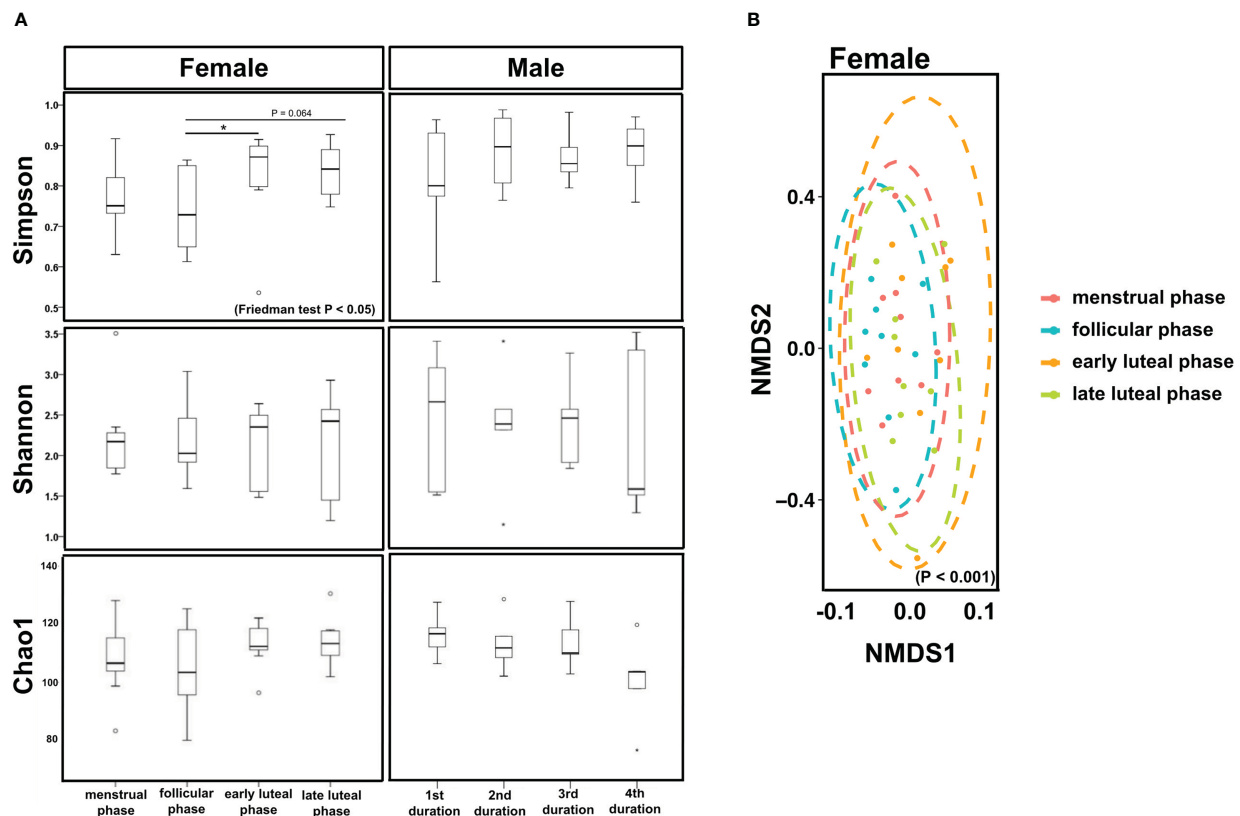 A
B
Female
Male
Female
Simpson
1.0
0.9
0.8
0.7
0.6
0.5
P = 0.064
*
(Friedman test P < 0.05)
Shannon
3.5
3.0
2.5
2.0
1.5
1.0
Chao1
140
120
100
80
menstrual
phase
follicular
phase
early luteal
phase
late luteal
phase
1st
duration
2nd
duration
3rd
duration
4th
duration
NMDS2
0.4
0.0
−0.4
(P < 0.001)
-0.1 0.0 0.1
NMDS1
menstrual phase
follicular phase
early luteal phase
late luteal phase